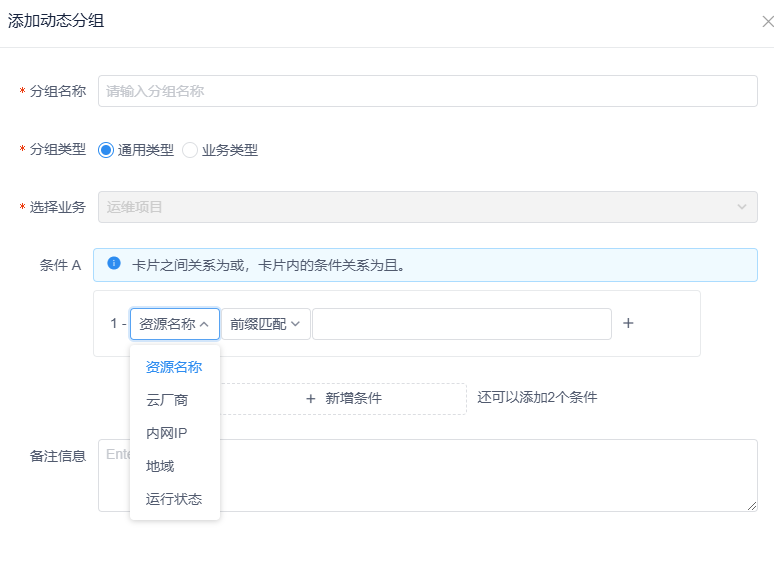 添加动态分组
* 分组名称 请输入分组名称
* 分组类型 通用类型 业务类型
* 选择业务 运维项目
条件 A 卡片之间关系为或，卡片内的条件关系为且。
1 - 资源名称 前缀匹配 +
资源名称
云厂商
+ 新增条件 还可以添加2个条件
内网IP
备注信息 Ente
地域
运行状态